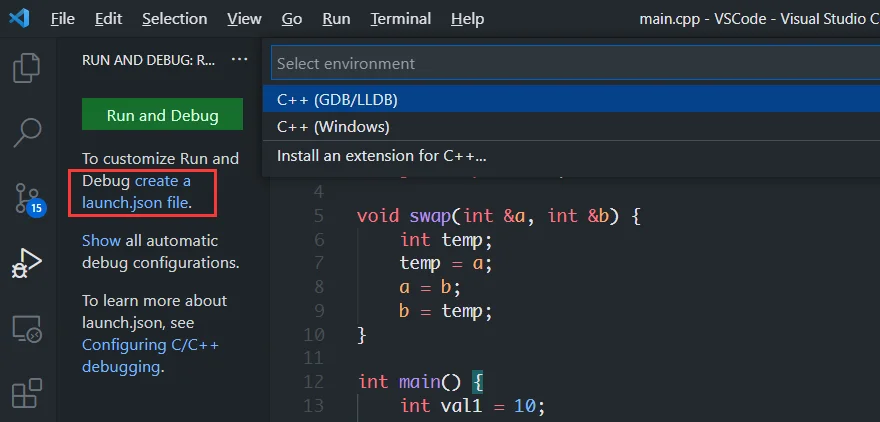 File Edit Selection View Go Run Terminal Help main.cpp - VSCode - Visual Studio C
RUN AND DEBUG: R... ...
Run and Debug
To customize Run and
Debug create a
launch.json file.
Show all automatic
debug configurations.
To learn more about
launch.json, see
Configuring C/C++
debugging.
15
Select environment
C++ (GDB/LLDB)
C++ (Windows)
Install an extension for C++...
4
5 void swap(int &a, int &b) {
6 int temp;
7 temp = a;
8 a = b;
9 b = temp;
10 }
11
12 int main() {
13 int val1 = 10;